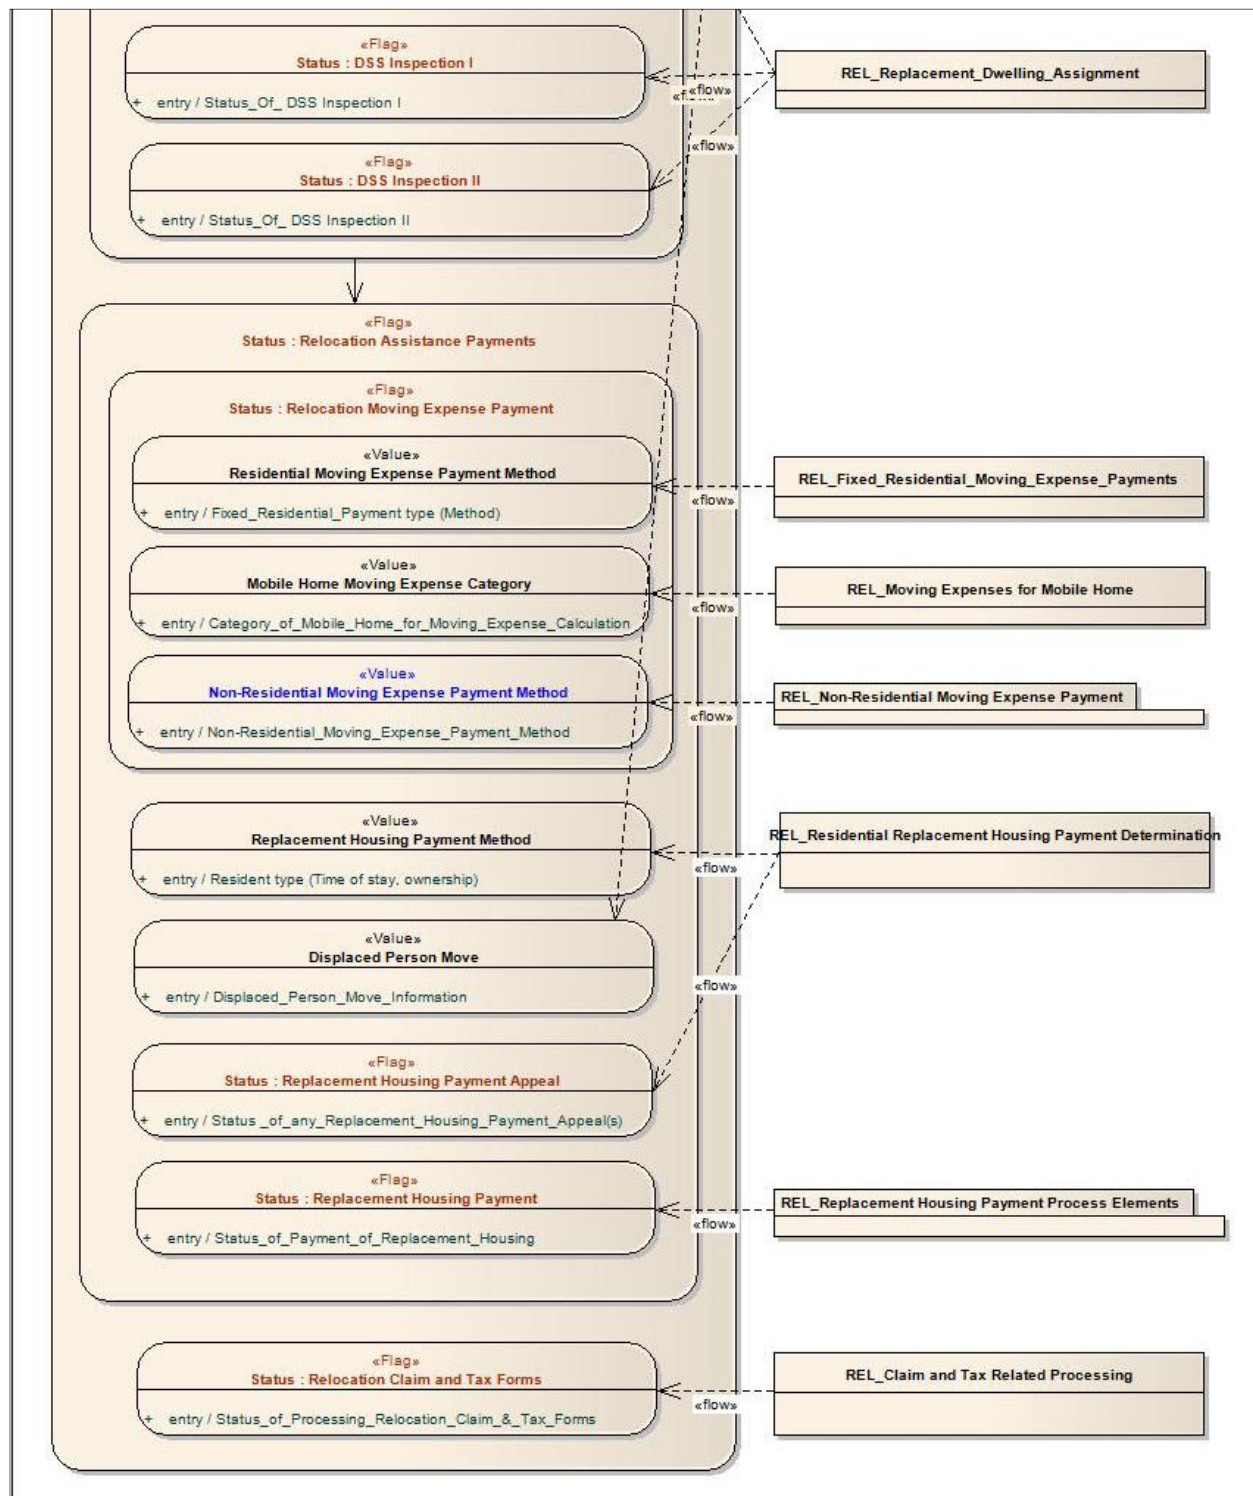 «Flag»
Status : DSS Inspection I
+ entry / Status_Of_ DSS Inspection I
REL_Replacement_Dwelling_Assignment
«flow»
«flow»
«flow»
«Flag»
Status : DSS Inspection II
+ entry / Status_Of_ DSS Inspection II
«Flag»
Status : Relocation Assistance Payments
«Flag»
Status : Relocation Moving Expense Payment
«Value»
Residential Moving Expense Payment Method
+ entry / Fixed_Residential_Payment type (Method)
REL_Fixed_Residential_Moving_Expense_Payments
«flow»
«Value»
Mobile Home Moving Expense Category
+ entry / Category_of_Mobile_Home_for_Moving_Expense_Calculation
REL_Moving Expenses for Mobile Home
«flow»
«Value»
Non-Residential Moving Expense Payment Method
+ entry / Non-Residential_Moving_Expense_Payment_Method
REL_Non-Residential Moving Expense Payment
«flow»
«Value»
Replacement Housing Payment Method
+ entry / Resident type (Time of stay, ownership)
REL_Residential Replacement Housing Payment Determination
«flow»
«Value»
Displaced Person Move
+ entry / Displaced_Person_Move_Information
«flow»
«Flag»
Status : Replacement Housing Payment Appeal
+ entry / Status _of_any_Replacement_Housing_Payment_Appeal(s)
«Flag»
Status : Replacement Housing Payment
+ entry / Status_of_Payment_of_Replacement_Housing
REL_Replacement Housing Payment Process Elements
«flow»
«Flag»
Status : Relocation Claim and Tax Forms
+ entry / Status_of_Processing_Relocation_Claim_&_Tax_Forms
REL_Claim and Tax Related Processing
«flow»